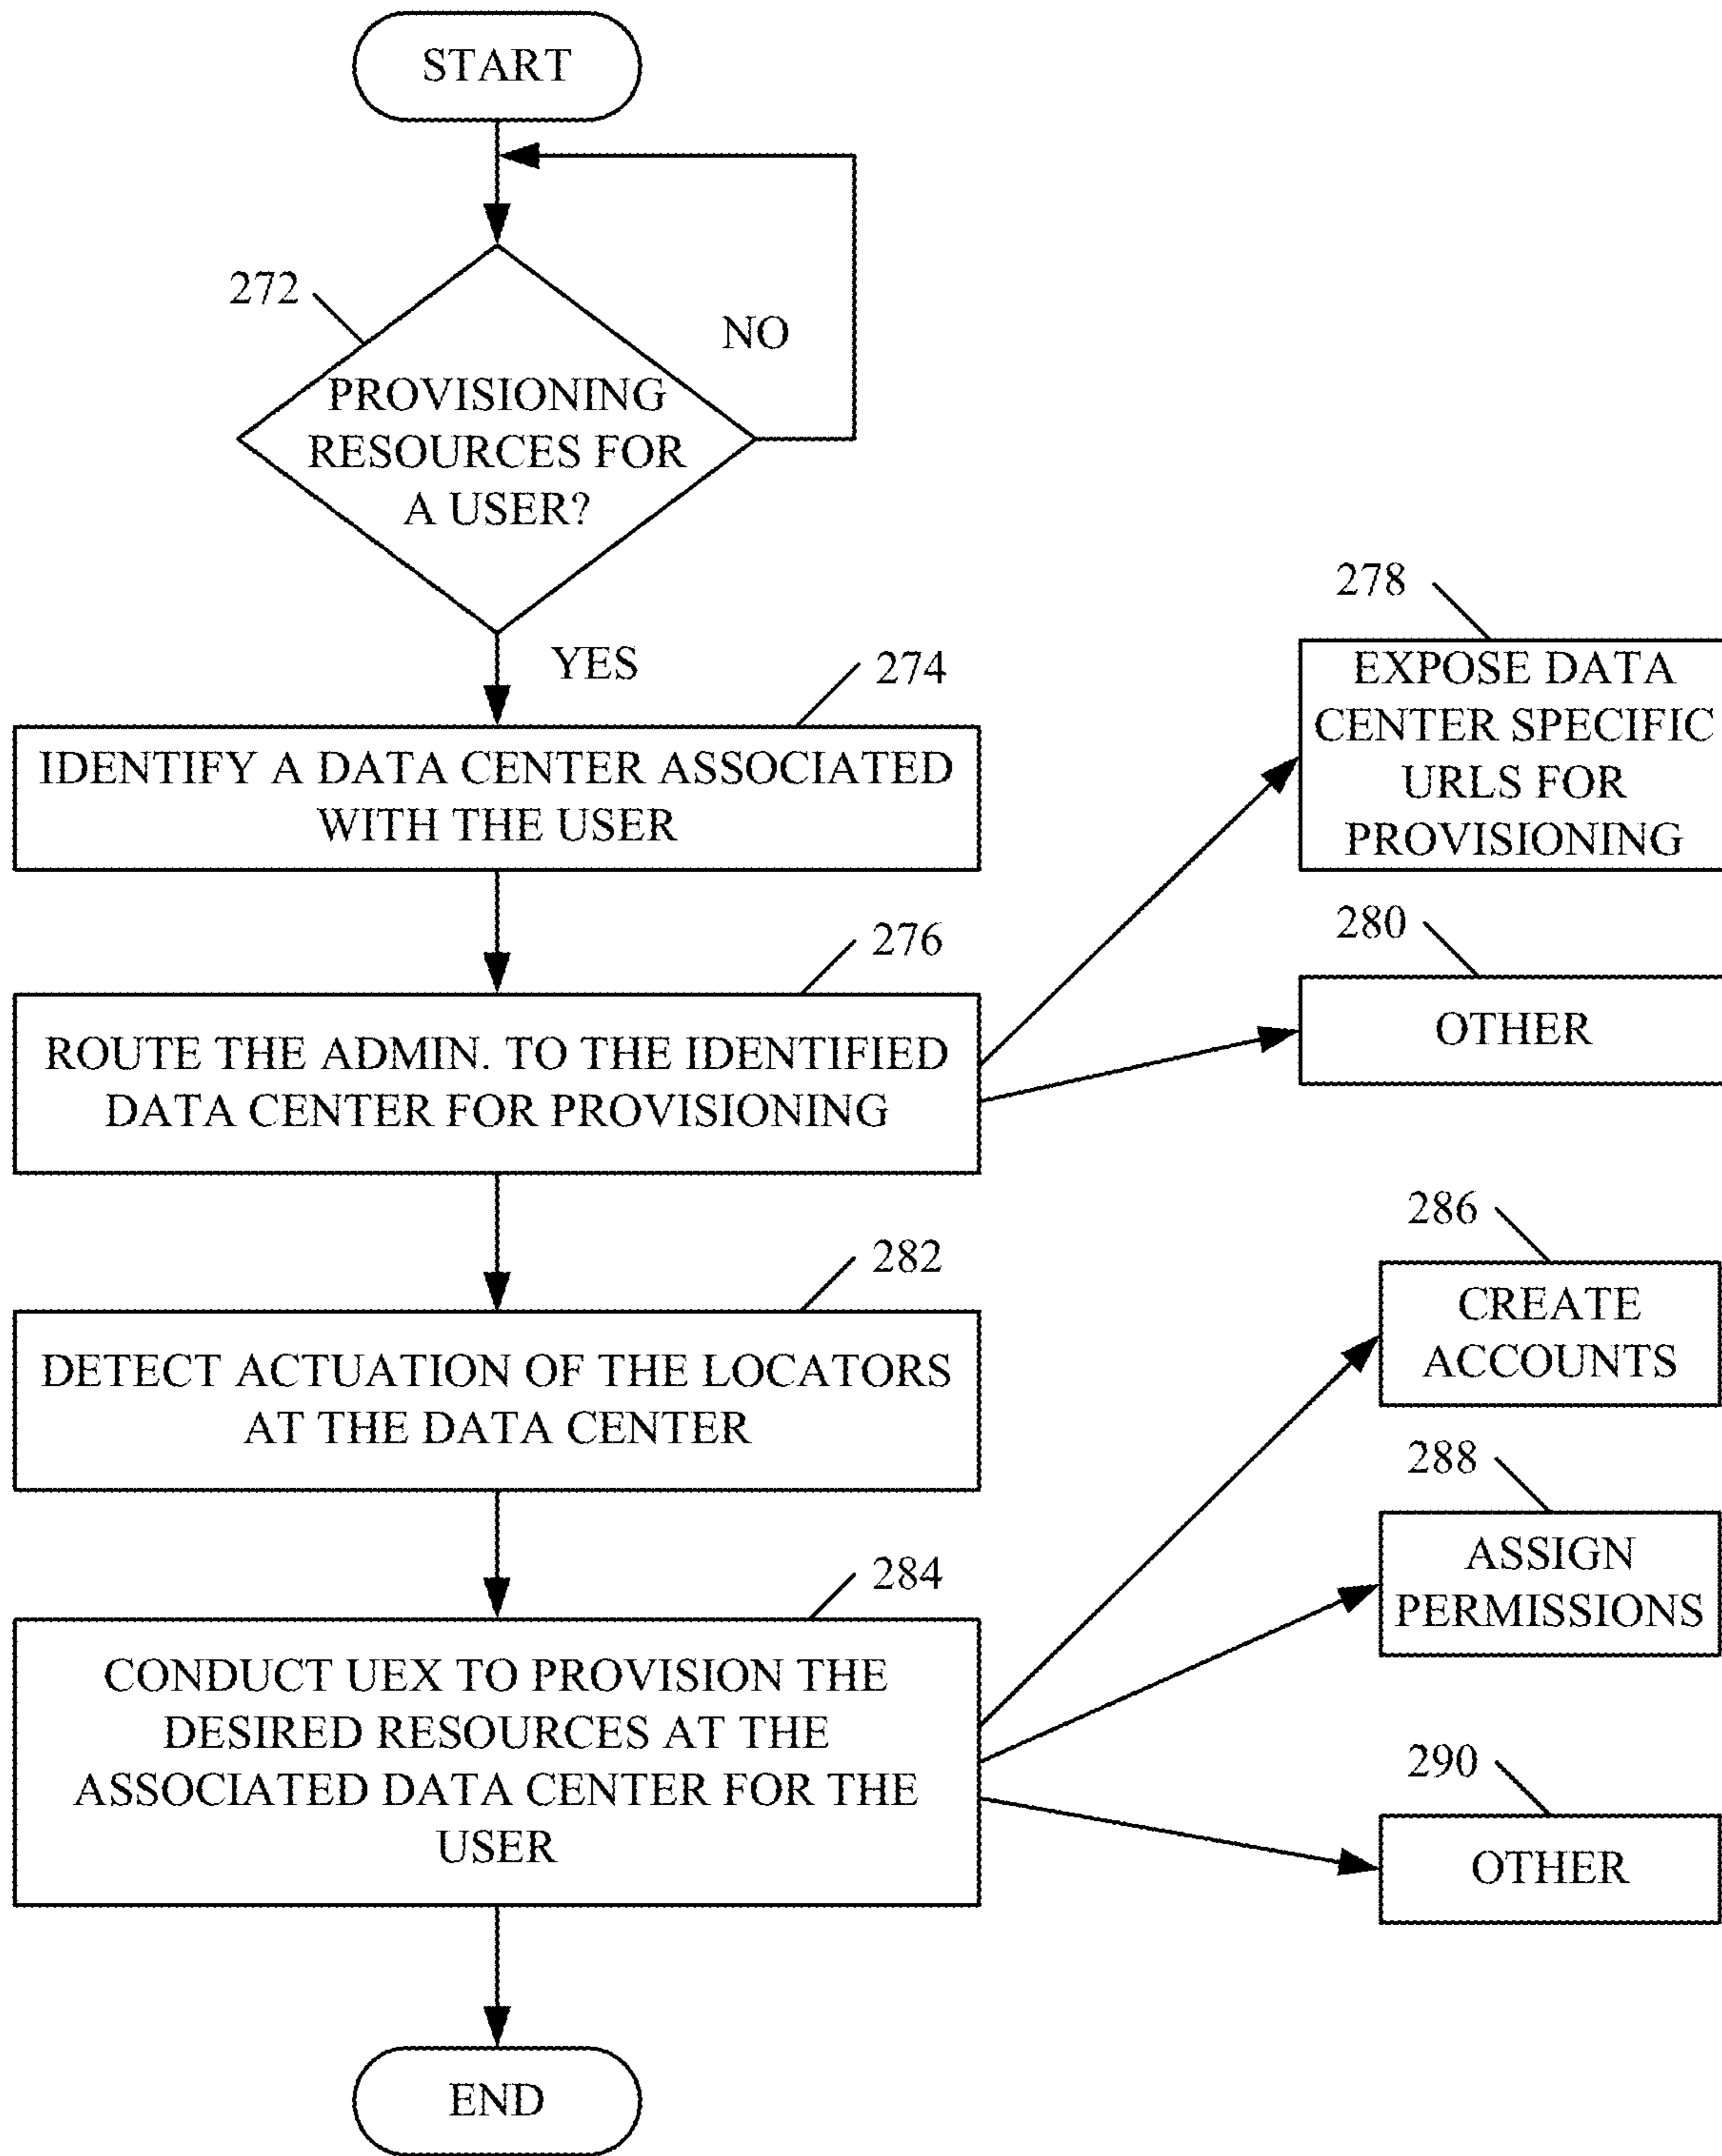 START
272
NO
PROVISIONING
RESOURCES FOR
A USER?
YES
274
IDENTIFY A DATA CENTER ASSOCIATED
WITH THE USER
278
EXPOSE DATA
CENTER SPECIFIC
URLS FOR
PROVISIONING
276
ROUTE THE ADMIN. TO THE IDENTIFIED
DATA CENTER FOR PROVISIONING
280
OTHER
282
DETECT ACTUATION OF THE LOCATORS
AT THE DATA CENTER
284
CONDUCT UEX TO PROVISION THE
DESIRED RESOURCES AT THE
ASSOCIATED DATA CENTER FOR THE
USER
286
CREATE
ACCOUNTS
288
ASSIGN
PERMISSIONS
290
OTHER
END